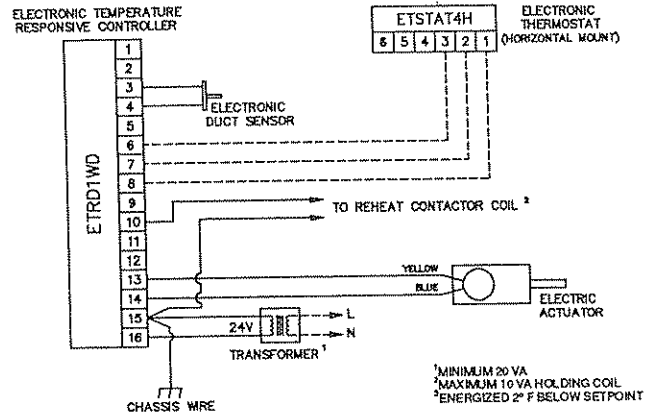 ELECTRONIC TEMPERATURE
RESPONSIVE CONTROLLER
ETRD1WD
1
2
3
4
5
6
7
8
9
10
11
12
13
14
15
16
ELECTRONIC
DUCT SENSOR
ETSTAT4H
6 5 4 3 2 1
ELECTRONIC
THERMOSTAT
(HORIZONTAL MOUNT)
TO REHEAT CONTACTOR COIL ²
YELLOW
BLUE
ELECTRIC
ACTUATOR
24V
L
N
TRANSFORMER ¹
CHASSIS WIRE
¹MINIMUM 20 VA
²MAXIMUM 10 VA HOLDING COIL
³ENERGIZED 2° F BELOW SETPOINT